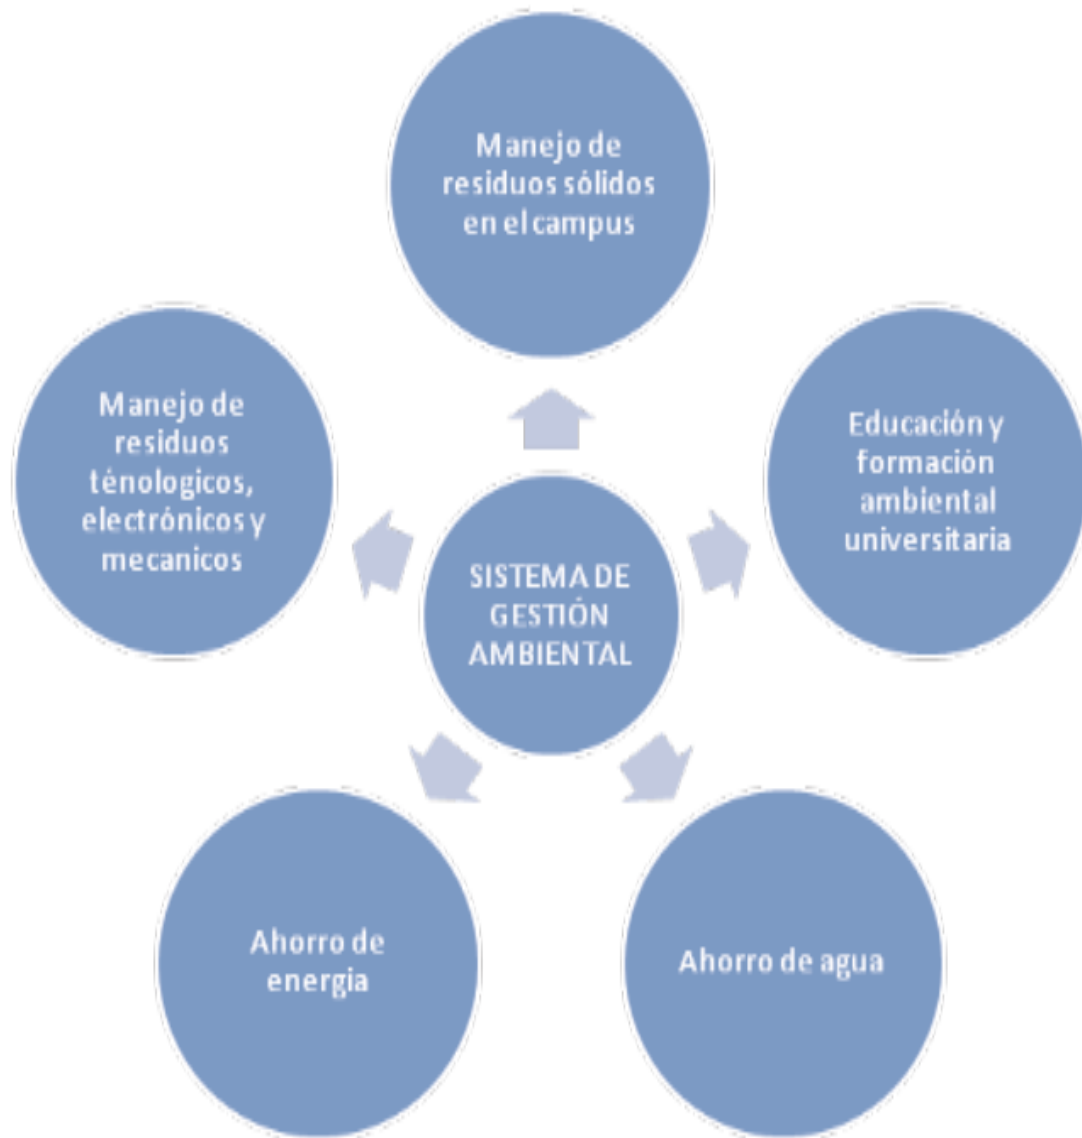 Manejo de
residuos sólidos
en el campus
Educación y
formación
ambiental
universitaria
Ahorro de agua
Ahorro de
energia
Manejo de
residuos
ténologicos,
electrónicos y
mecanicos
SISTEMA DE
GESTIÓN
AMBIENTAL